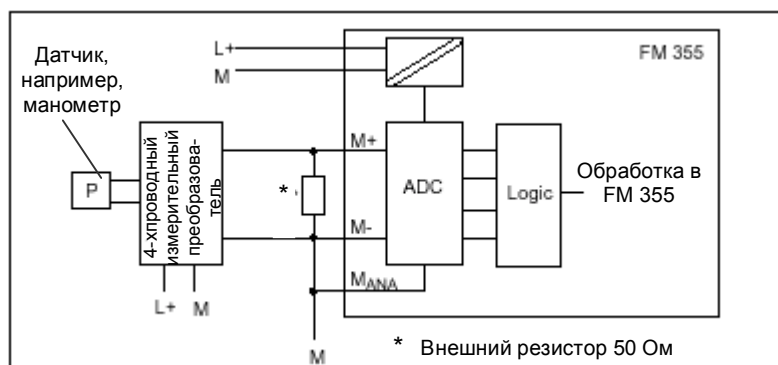 L+
M
FM 355
Датчик,
например,
манометр
P
4-хпроводный
измерительный
преобразова-
тель
L+ M
*
M+
M-
MANA
ADC
Logic
Обработка в
FM 355
M
* Внешний резистор 50 Ом